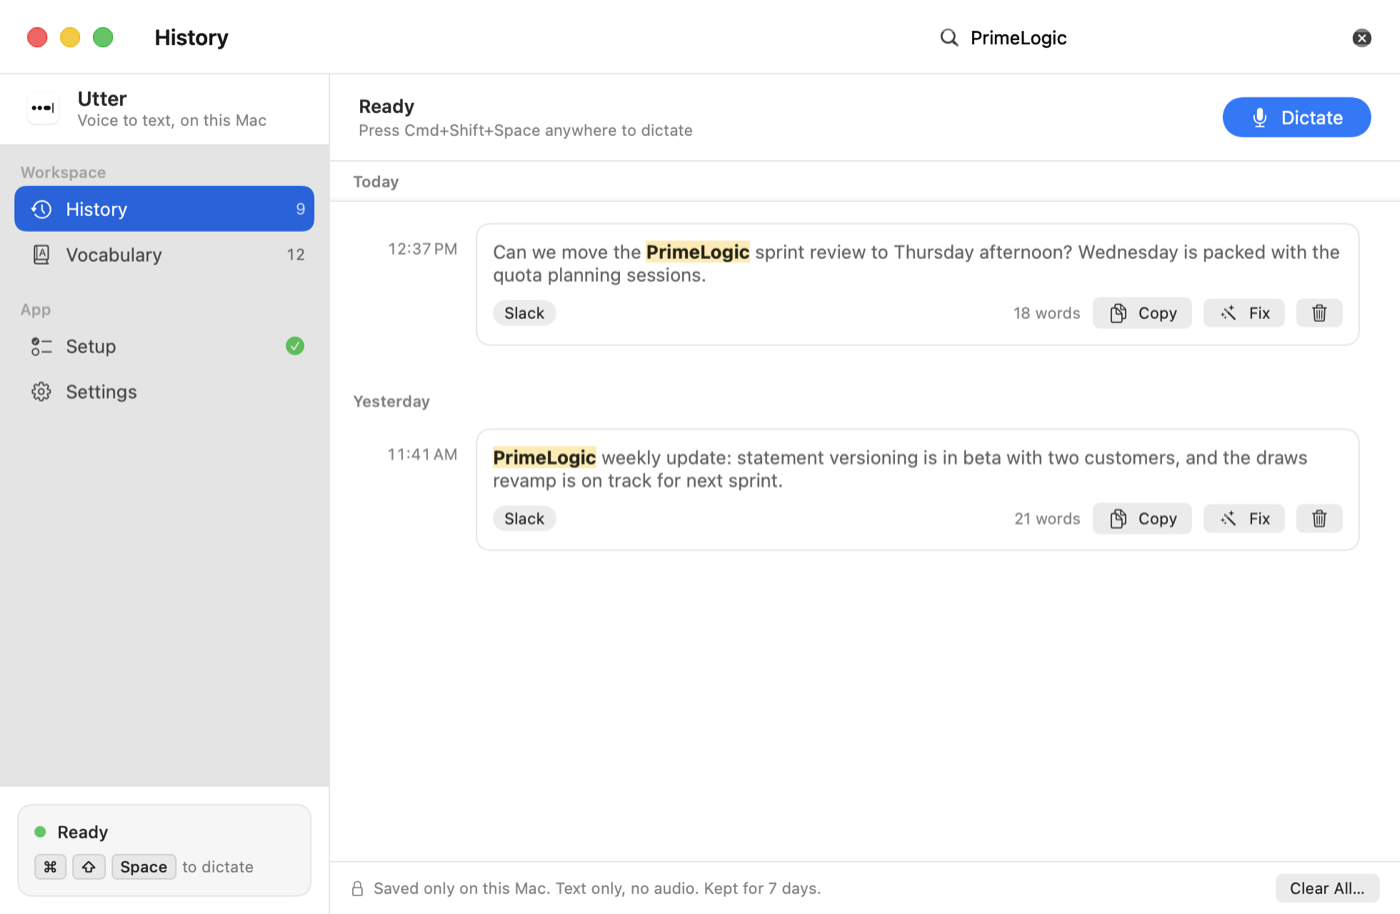 History
PrimeLogic
Utter
Voice to text, on this Mac
Workspace
History 9
Vocabulary 12
App
Setup
Settings
Ready
⌘ ⇧ Space to dictate
Ready
Press Cmd+Shift+Space anywhere to dictate
Dictate
Today
12:37 PM
Can we move the PrimeLogic sprint review to Thursday afternoon? Wednesday is packed with the
quota planning sessions.
Slack
18 words
Copy
Fix
Yesterday
11:41 AM
PrimeLogic weekly update: statement versioning is in beta with two customers, and the draws
revamp is on track for next sprint.
Slack
21 words
Copy
Fix
Saved only on this Mac. Text only, no audio. Kept for 7 days.
Clear All...